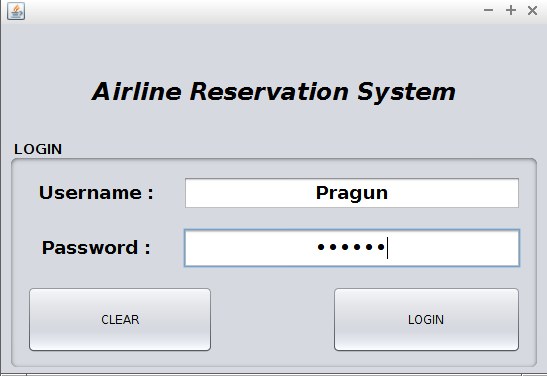 Airline Reservation System
LOGIN
Username : Pragun
Password : ••••••
CLEAR LOGIN